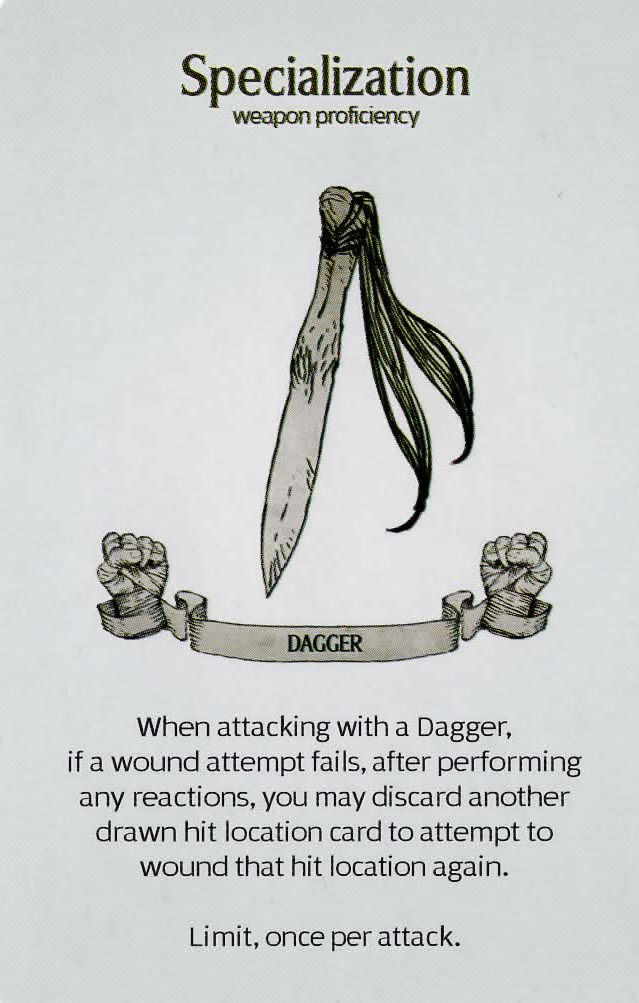 Specialization
weapon proficiency
DAGGER
When attacking with a Dagger,
if a wound attempt fails, after performing
any reactions, you may discard another
drawn hit location card to attempt to
wound that hit location again.
Limit, once per attack.